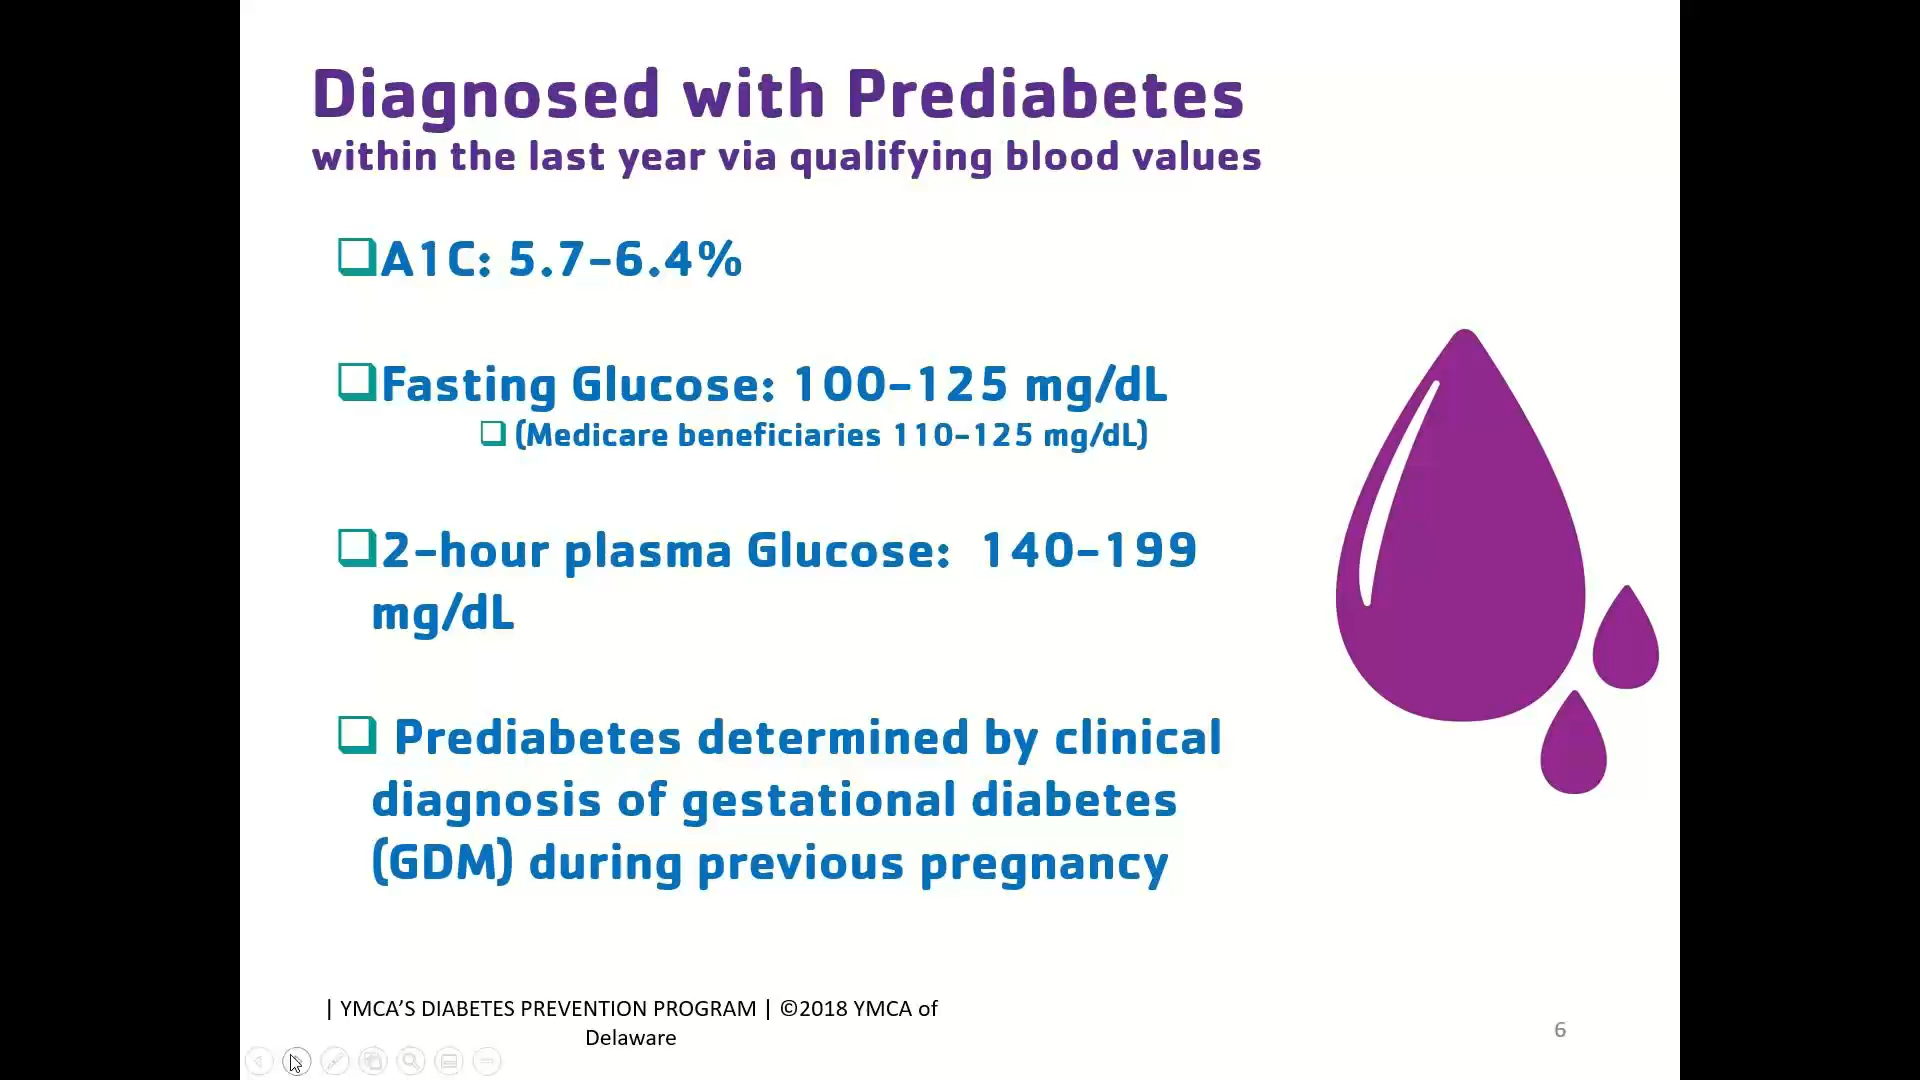 Diagnosed with Prediabetes
within the last year via qualifying blood values
A1C: 5.7-6.4%
Fasting Glucose: 100-125 mg/dL
(Medicare beneficiaries 110-125 mg/dL)
2-hour plasma Glucose: 140-199
mg/dL
Prediabetes determined by clinical
diagnosis of gestational diabetes
(GDM) during previous pregnancy
| YMCA’S DIABETES PREVENTION PROGRAM | ©2018 YMCA of
Delaware
6